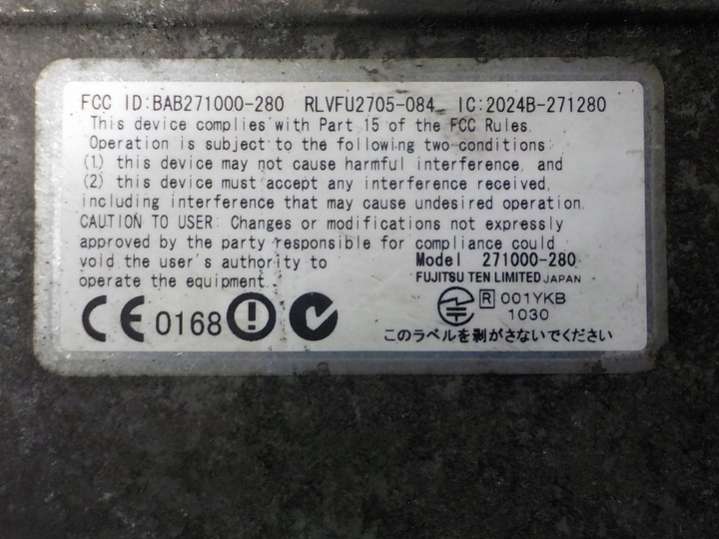 FCC ID:BAB271000-280 RLVFU2705-084 IC:2024B-271280
This device complies with Part 15 of the FCC Rules.
Operation is subject to the following two conditions:
(1) this device may not cause harmful interference, and
(2) this device must accept any interference received,
including interference that may cause undesired operation.
CAUTION TO USER: Changes or modifications not expressly
approved by the party responsible for compliance could
void the user's authority to
operate the equipment.
Model 271000-280
FUJITSU TEN LIMITED JAPAN
CE 0168
R 001YKB
1030
このラベルを剥がさないでください